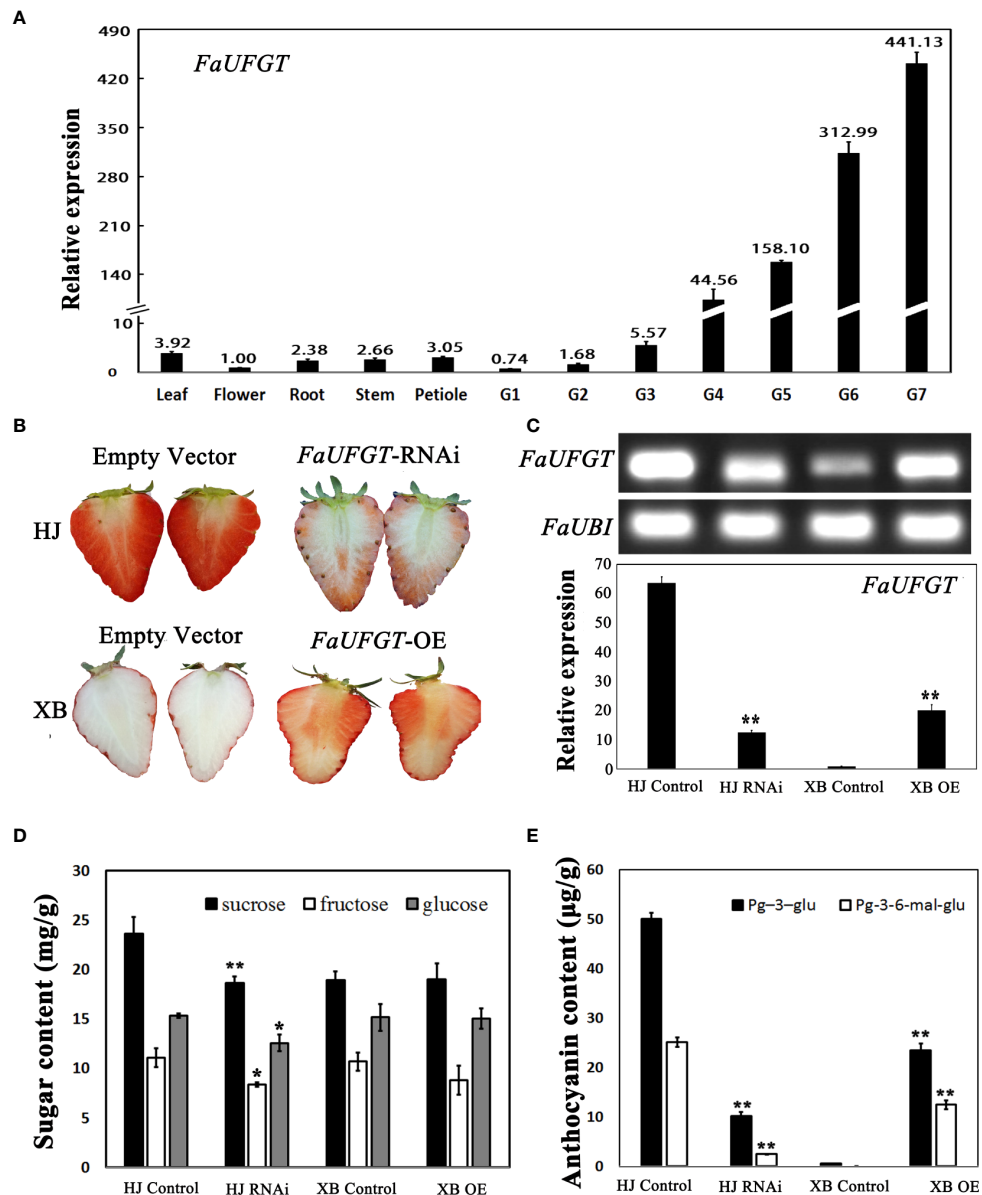 A
FaUFGT
Relative expression
490
420
350
280
210
140
10
0
3.92
1.00
2.38
2.66
3.05
0.74
1.68
5.57
44.56
158.10
312.99
441.13
Leaf Flower Root Stem Petiole G1 G2 G3 G4 G5 G6 G7
B
Empty Vector FaUFGT-RNAi
HJ
Empty Vector FaUFGT-OE
XB
C
FaUFGT
FaUBI
FaUFGT
Relative expression
70
60
50
40
30
20
10
0
**
**
HJ Control HJ RNAi XB Control XB OE
D
Sugar content (mg/g)
30
25
20
15
10
5
0
sucrose fructose glucose
**
*
*
HJ Control HJ RNAi XB Control XB OE
E
Anthocyanin content (μg/g)
60
50
40
30
20
10
0
Pg–3–glu Pg-3-6-mal-glu
**
**
**
**
HJ Control HJ RNAi XB Control XB OE